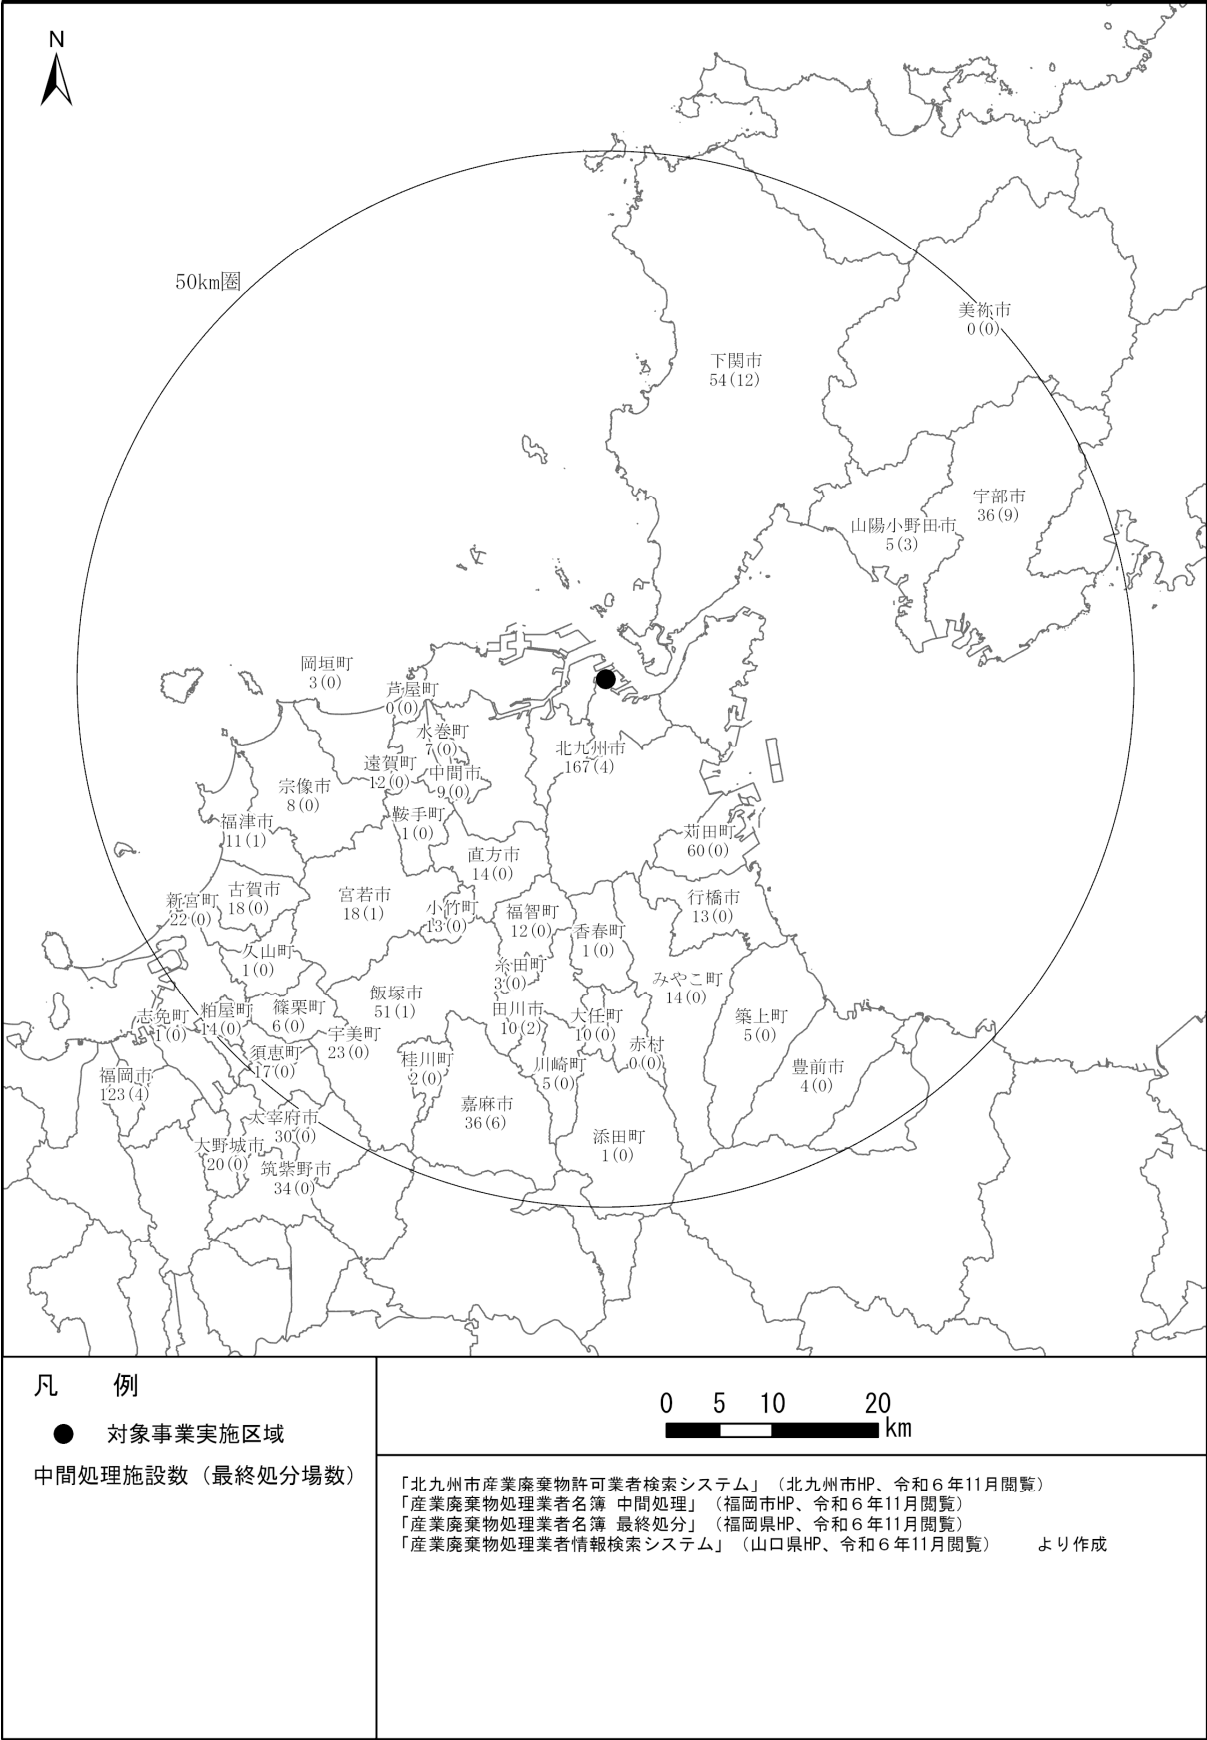 N
50km圏
美祢市
0(0)
下関市
54(12)
宇部市
36(9)
山陽小野田市
5(3)
岡垣町
3(0)
芦屋町
0(0)
水巻町
7(0)
北九州市
167(4)
遠賀町
12(0)
中間市
9(0)
宗像市
8(0)
鞍手町
1(0)
福津市
11(1)
苅田町
60(0)
直方市
14(0)
古賀市
18(0)
宮若市
18(1)
行橋市
13(0)
新宮町
22(0)
小竹町
13(0)
福智町
12(0)
香春町
1(0)
久山町
1(0)
糸田町
3(0)
みやこ町
14(0)
飯塚市
51(1)
篠栗町
6(0)
粕屋町
14(0)
志免町
1(0)
田川市
10(2)
大任町
10(0)
築上町
5(0)
宇美町
23(0)
赤村
0(0)
須恵町
17(0)
桂川町
2(0)
川崎町
5(0)
豊前市
4(0)
福岡市
123(4)
嘉麻市
36(6)
太宰府市
30(0)
添田町
1(0)
大野城市
20(0)
筑紫野市
34(0)
凡　例
対象事業実施区域
中間処理施設数（最終処分場数）
0 5 10 20
km
「北九州市産業廃棄物許可業者検索システム」（北九州市HP、令和６年11月閲覧）
「産業廃棄物処理業者名簿 中間処理」（福岡市HP、令和６年11月閲覧）
「産業廃棄物処理業者名簿 最終処分」（福岡県HP、令和６年11月閲覧）
「産業廃棄物処理業者情報検索システム」（山口県HP、令和６年11月閲覧）　より作成